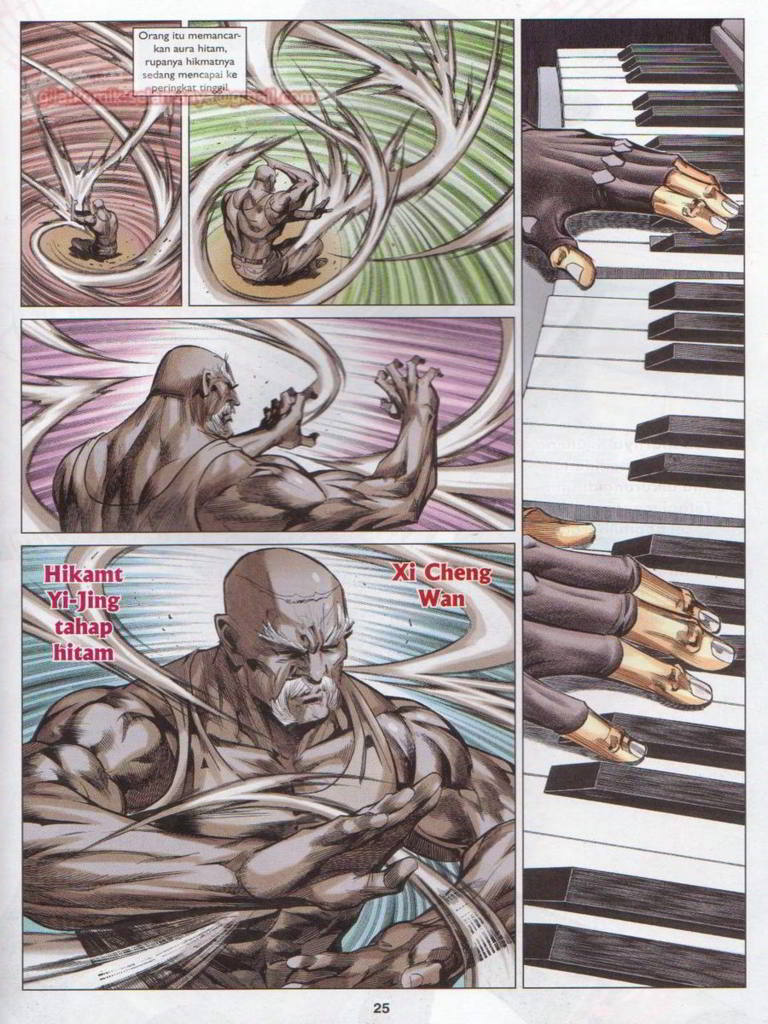 Orang itu memancar-
kan aura hitam,
rupanya hikmatnya
sedang mencapai ke
peringkat tinggi!
Hikamt
Yi-Jing
tahap
hitam
Xi Cheng
Wan
25